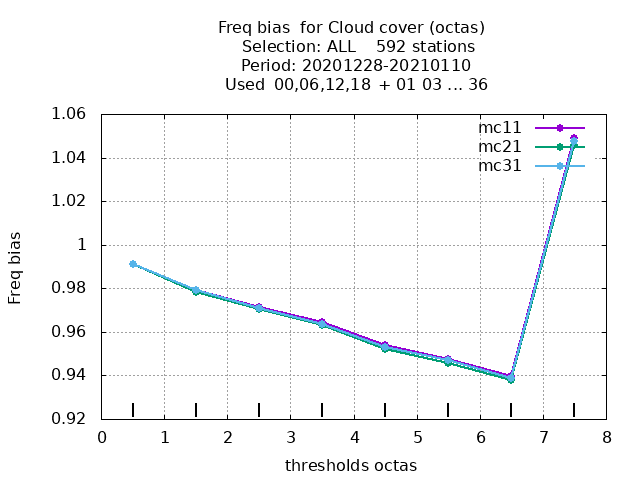 Freq bias  for Cloud cover (octas)
Selection: ALL    592 stations
Period: 20201228-20210110
Used  00,06,12,18  + 01 03 ... 36
1.06
1.04
1.02
1
0.98
0.96
0.94
0.92
Freq bias
mc11
mc21
mc31
0 1 2 3 4 5 6 7 8
thresholds octas